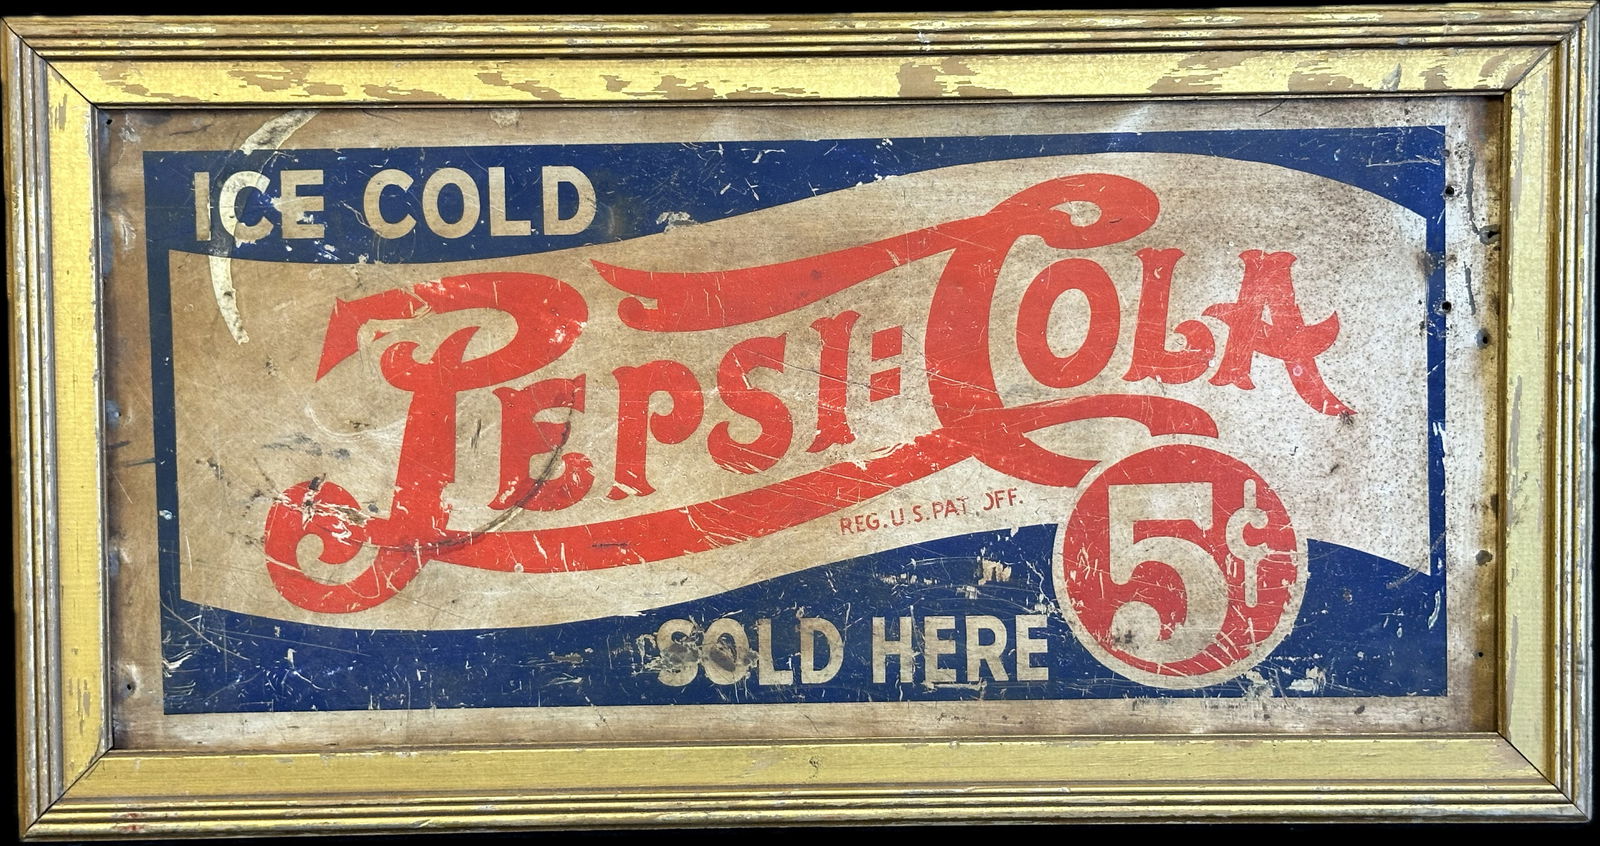 ICE COLD
PEPSI:COLA
REG. U.S. PAT. OFF.
5¢
SOLD HERE